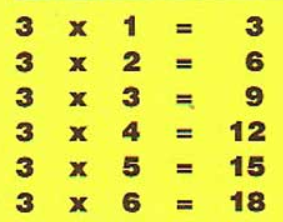 3 x 1 = 3
3 x 2 = 6
3 x 3 = 9
3 x 4 = 12
3 x 5 = 15
3 x 6 = 18